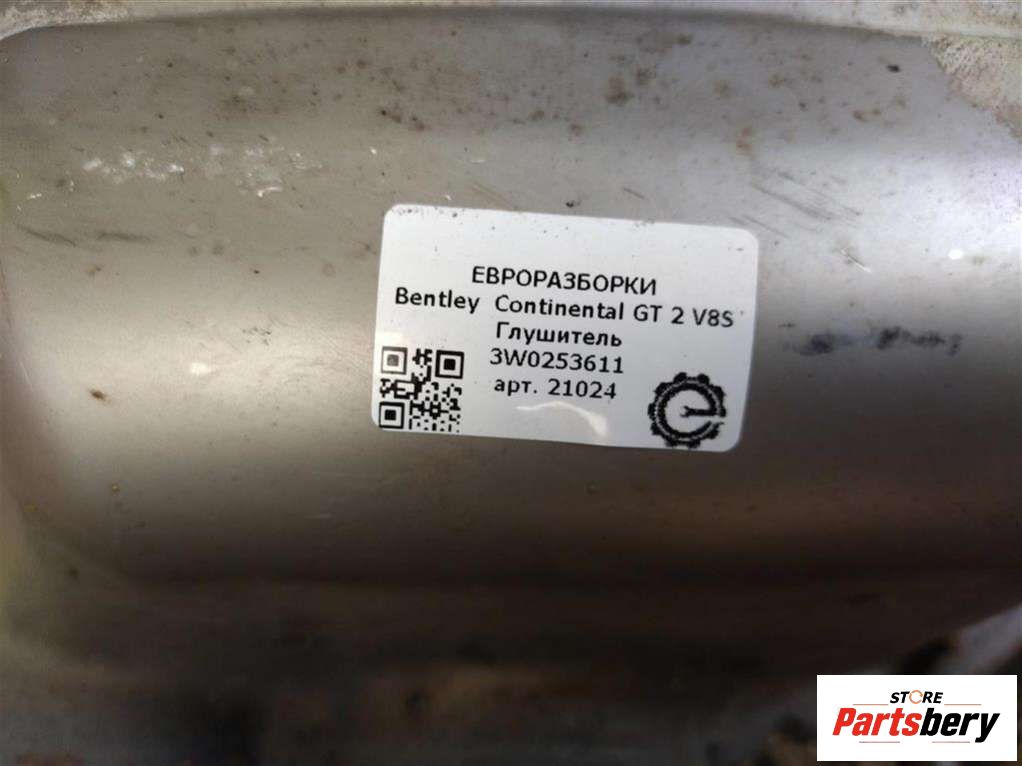 ЕВРОРАЗБОРКИ
Bentley Continental GT 2 V8S
Глушитель
3W0253611
арт. 21024
STORE
Partsbery